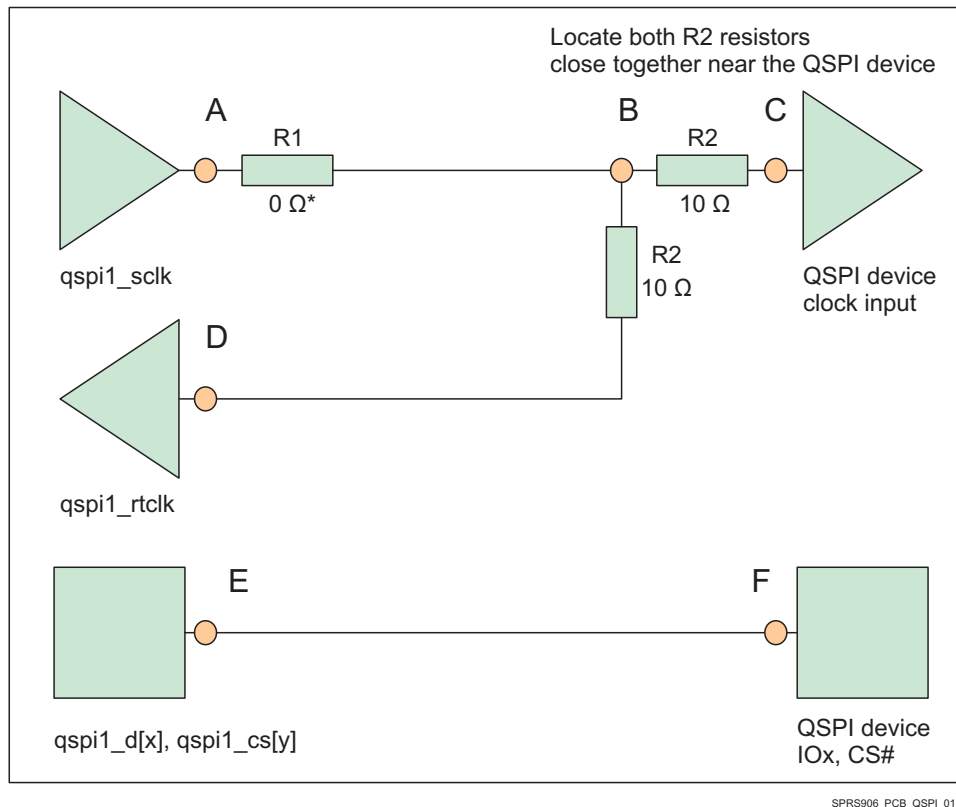 Locate both R2 resistors
close together near the QSPI device
A
R1
0 Ω*
B
R2
10 Ω
C
qspi1_sclk
R2
10 Ω
QSPI device
clock input
D
qspi1_rtclk
E
F
qspi1_d[x], qspi1_cs[y]
QSPI device
IOx, CS#
SPRS906_PCB_QSPI_01